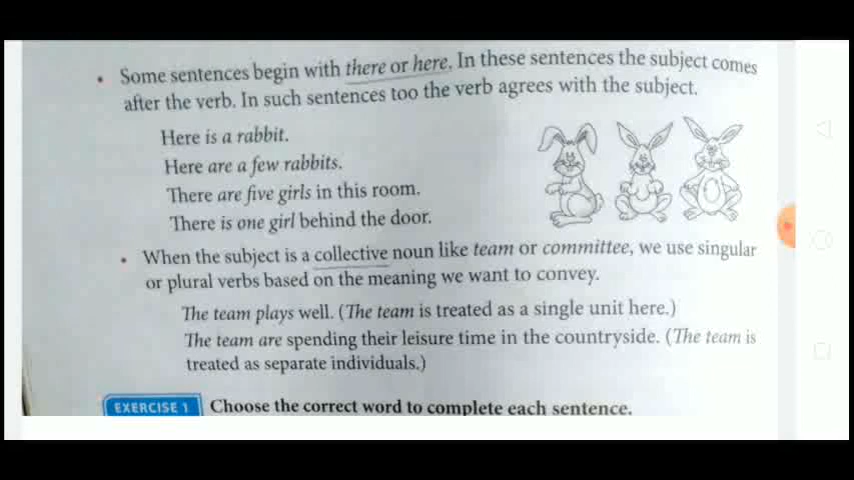 • Some sentences begin with there or here. In these sentences the subject comes
after the verb. In such sentences too the verb agrees with the subject.
Here is a rabbit.
Here are a few rabbits.
There are five girls in this room.
There is one girl behind the door.
• When the subject is a collective noun like team or committee, we use singular
or plural verbs based on the meaning we want to convey.
The team plays well. (The team is treated as a single unit here.)
The team are spending their leisure time in the countryside. (The team is
treated as separate individuals.)
EXERCISE 1 Choose the correct word to complete each sentence.